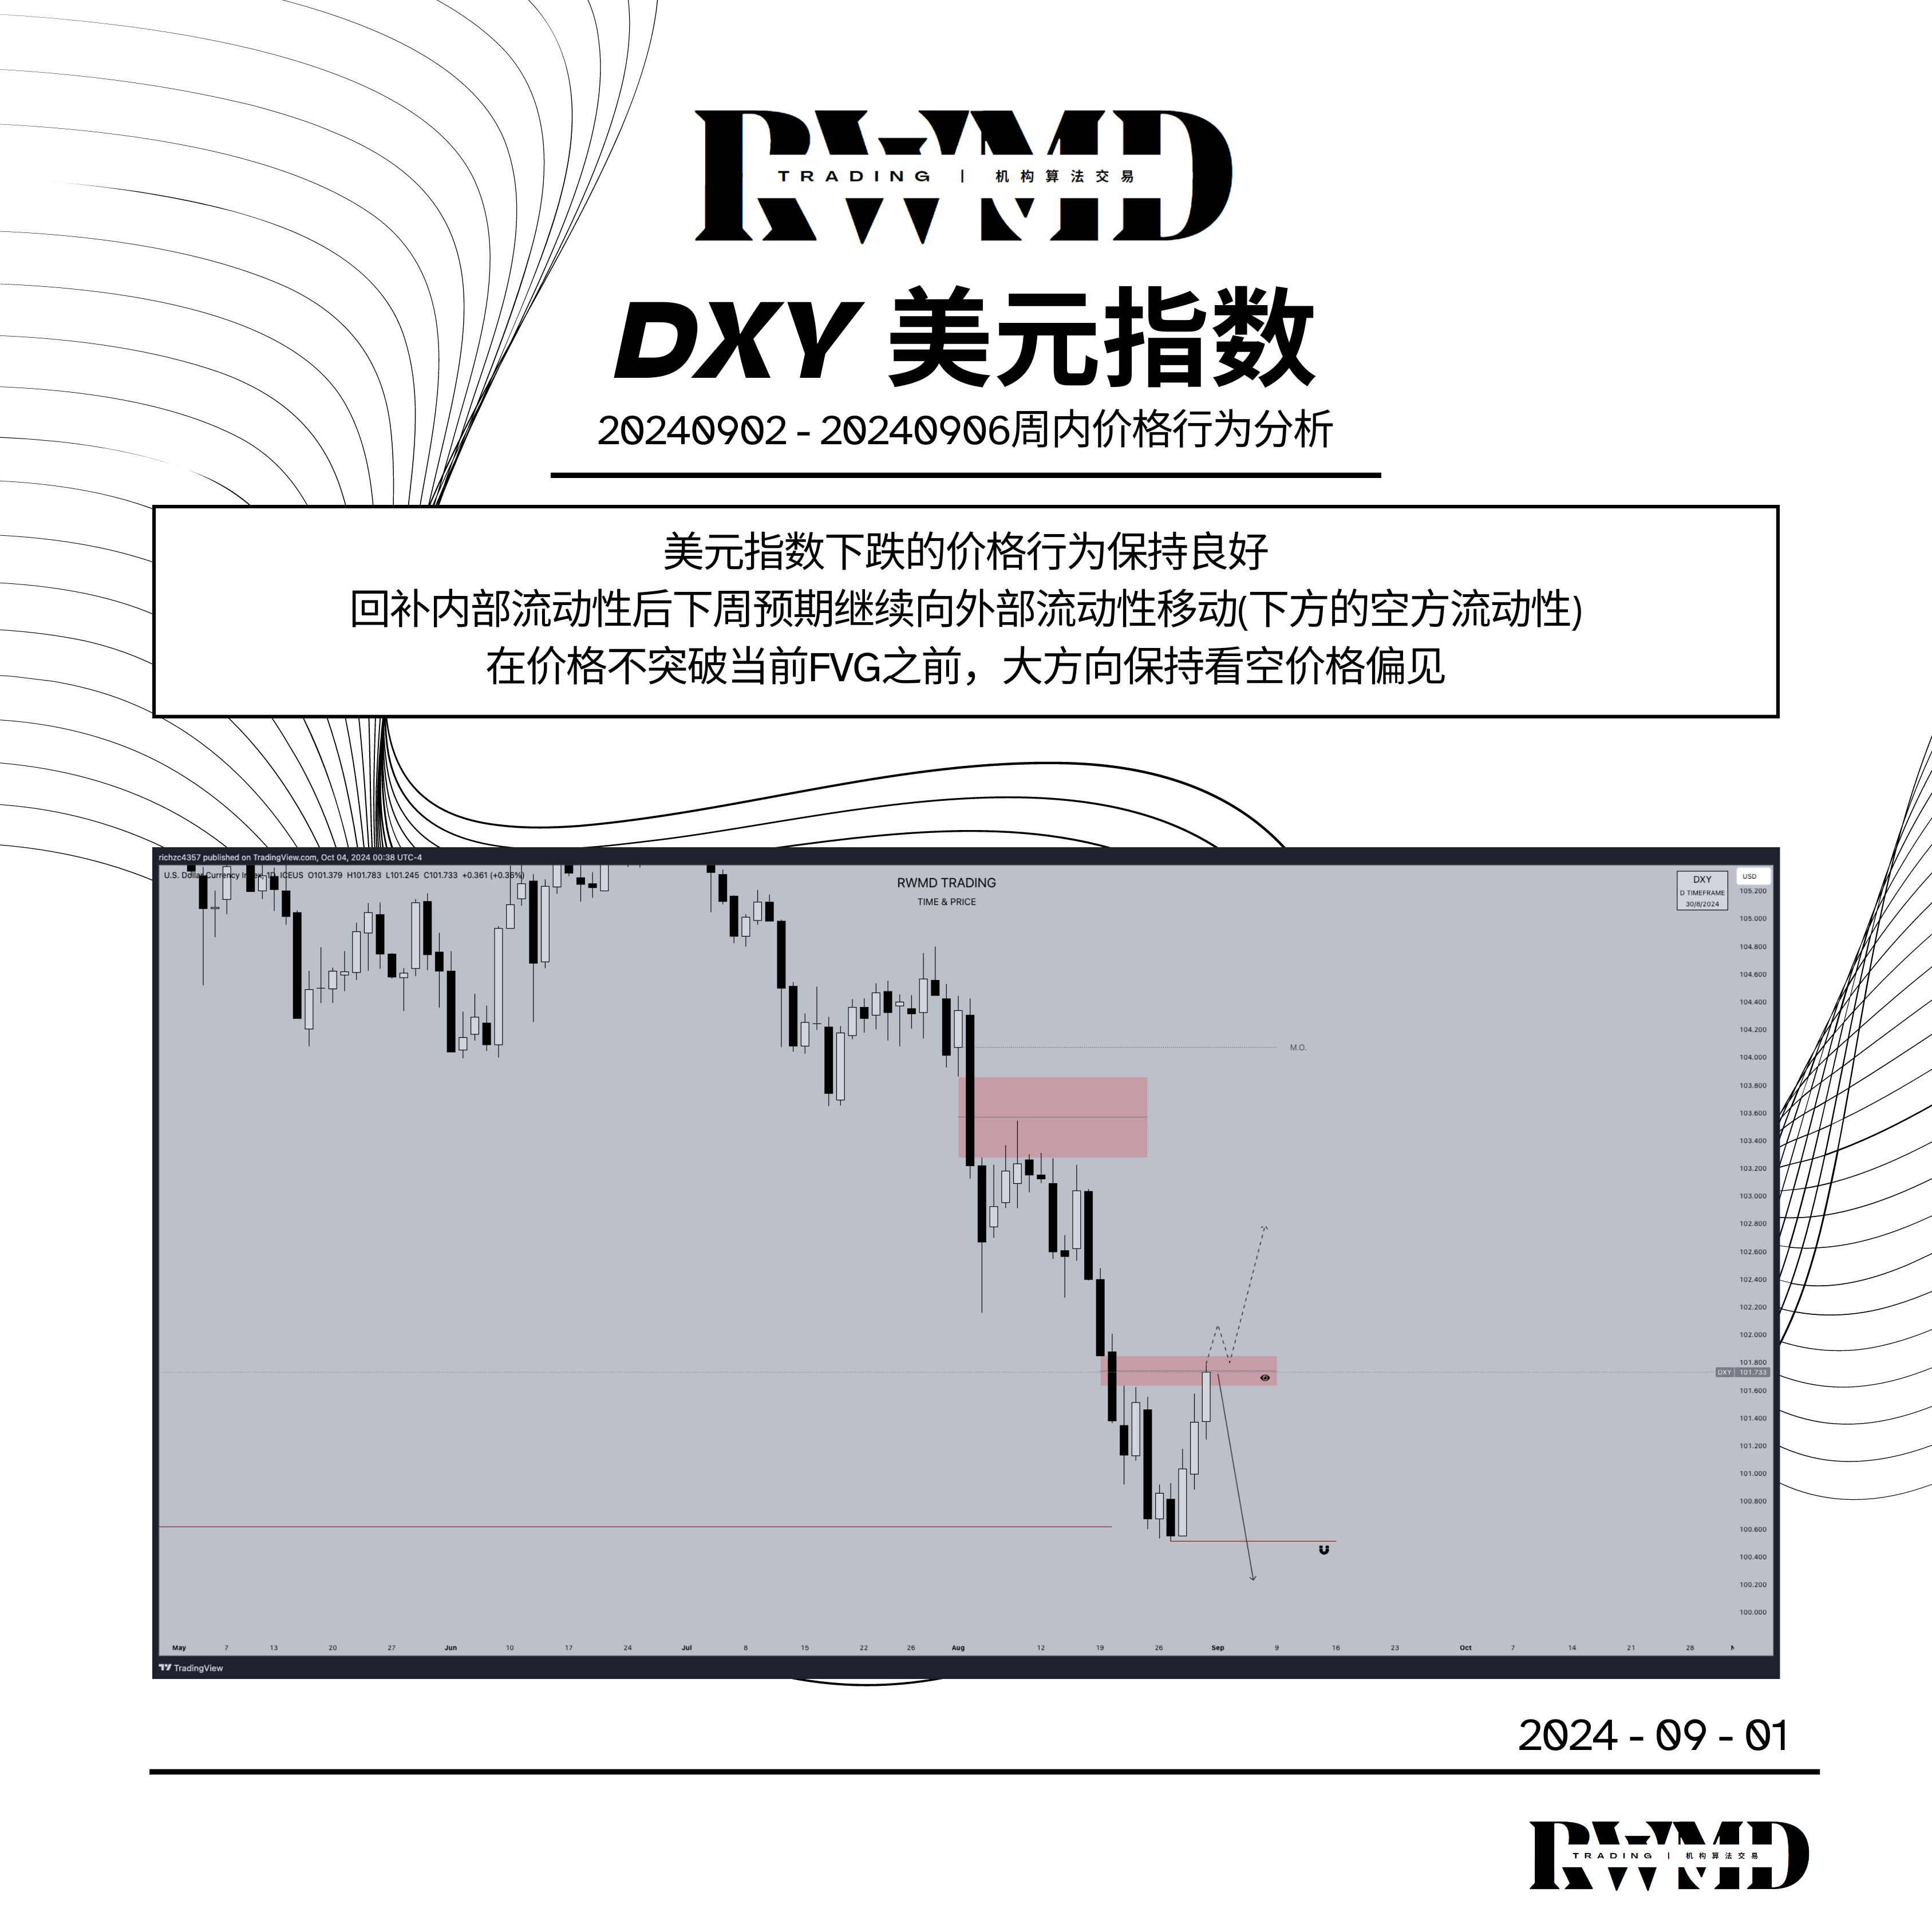 RWMD
TRADING | 机构算法交易
DXY 美元指数
20240902 - 20240906周内价格行为分析
美元指数下跌的价格行为保持良好
回补内部流动性后下周预期继续向外部流动性移动(下方的空方流动性)
在价格不突破当前FVG之前，大方向保持看空价格偏见
richzc4357 published on TradingView.com, Oct 04, 2024 00:38 UTC-4
U.S. Dollar Currency Index, 1D, ICEUS O101.379 H101.783 L101.245 C101.733 +0.361 (+0.36%)
RWMD TRADING
TIME & PRICE
DXY
D TIMEFRAME
30/8/2024
USD
105.200
105.000
104.800
104.600
104.400
104.200
104.000
103.800
103.600
103.400
103.200
103.000
102.800
102.600
102.400
102.200
102.000
101.800
DXY 101.733
101.600
101.400
101.200
101.000
100.800
100.600
100.400
100.200
100.000
M.O.
May 7 13 20 27 Jun 10 17 24 Jul 8 15 22 26 Aug 12 19 26 Sep 9 16 23 Oct 7 14 21 28
TradingView
2024 - 09 - 01
RWMD
TRADING | 机构算法交易